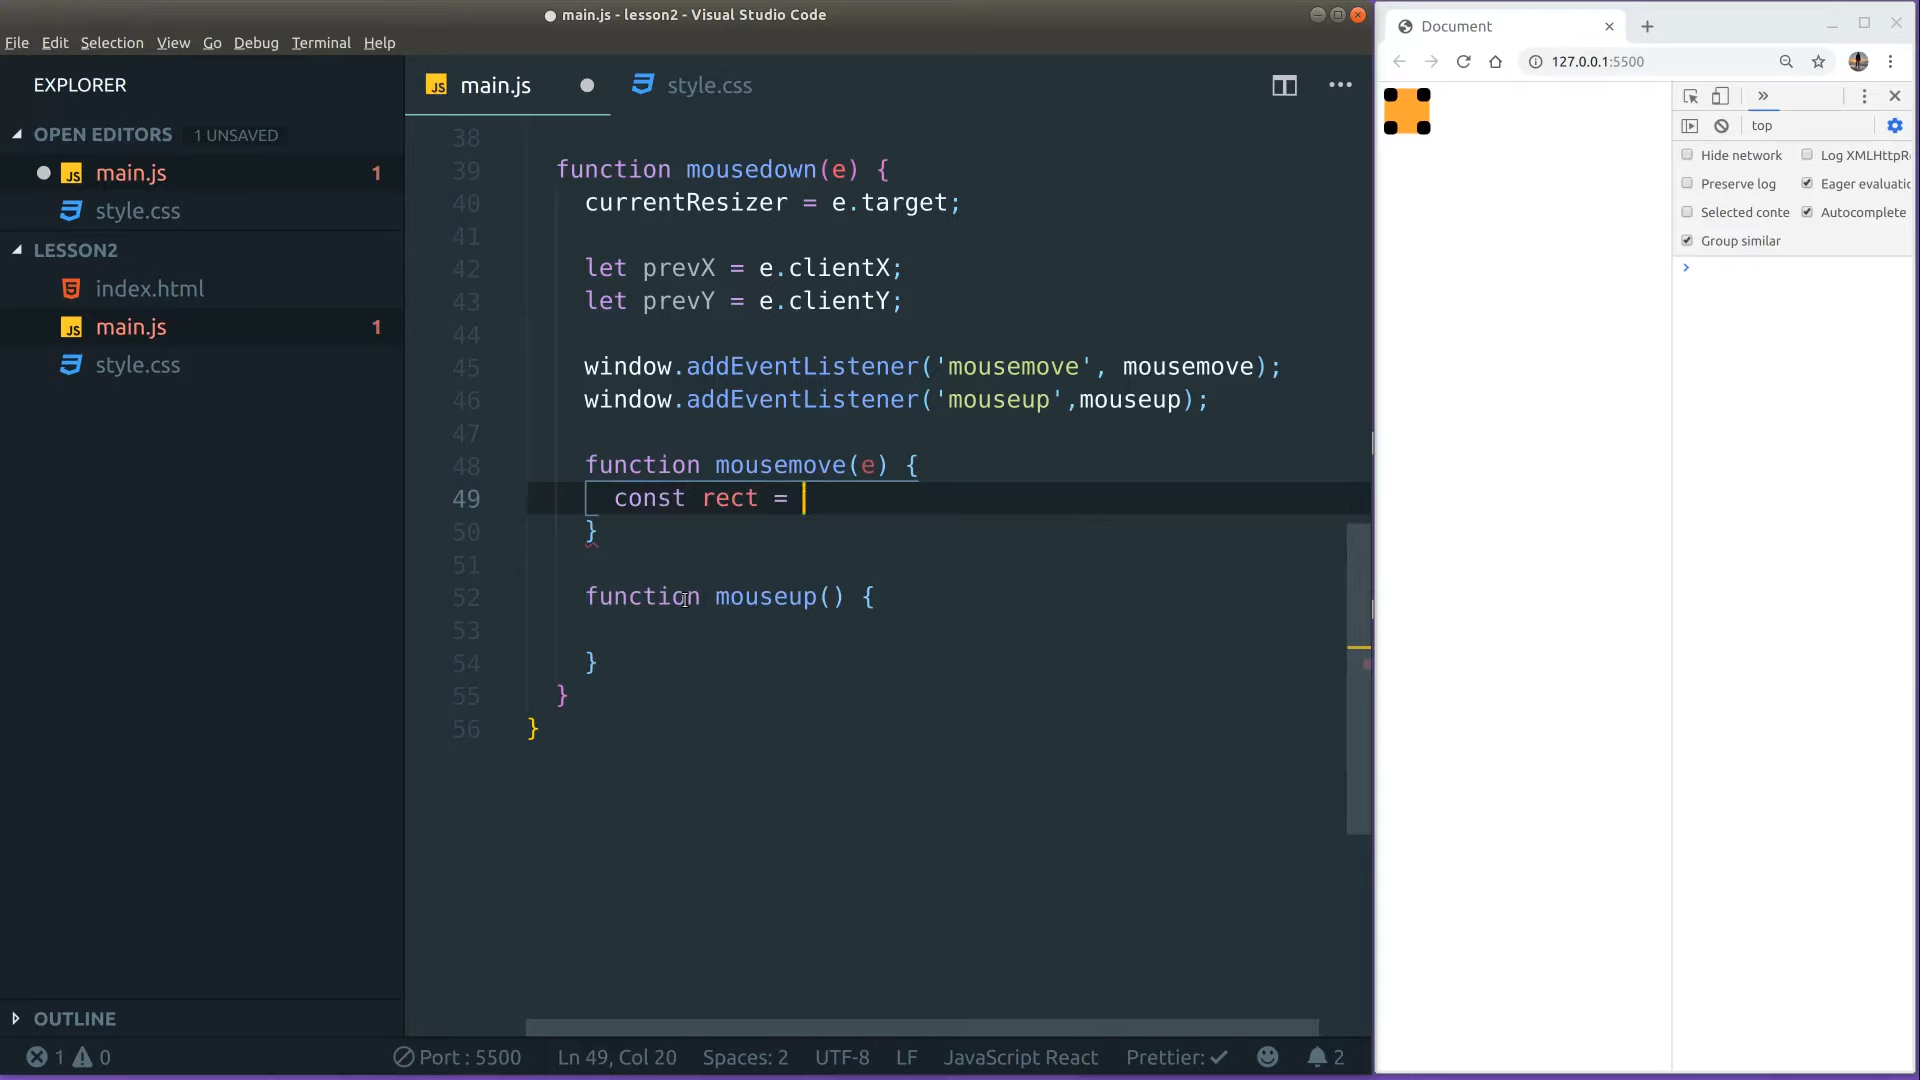 main.js - lesson2 - Visual Studio Code
File Edit Selection View Go Debug Terminal Help
EXPLORER
OPEN EDITORS 1 UNSAVED
main.js 1
style.css
LESSON2
index.html
main.js 1
style.css
OUTLINE
JS main.js
style.css
38
39 function mousedown(e) {
40 currentResizer = e.target;
41
42 let prevX = e.clientX;
43 let prevY = e.clientY;
44
45 window.addEventListener('mousemove', mousemove);
46 window.addEventListener('mouseup',mouseup);
47
48 function mousemove(e) {
49 const rect =
50 }
51
52 function mouseup() {
53
54 }
55 }
56 }
1 0 Port : 5500 Ln 49, Col 20 Spaces: 2 UTF-8 LF JavaScript React Prettier: 2
Document
127.0.0.1:5500
top
Hide network Log XMLHttpR
Preserve log Eager evaluatic
Selected conte Autocomplete
Group similar